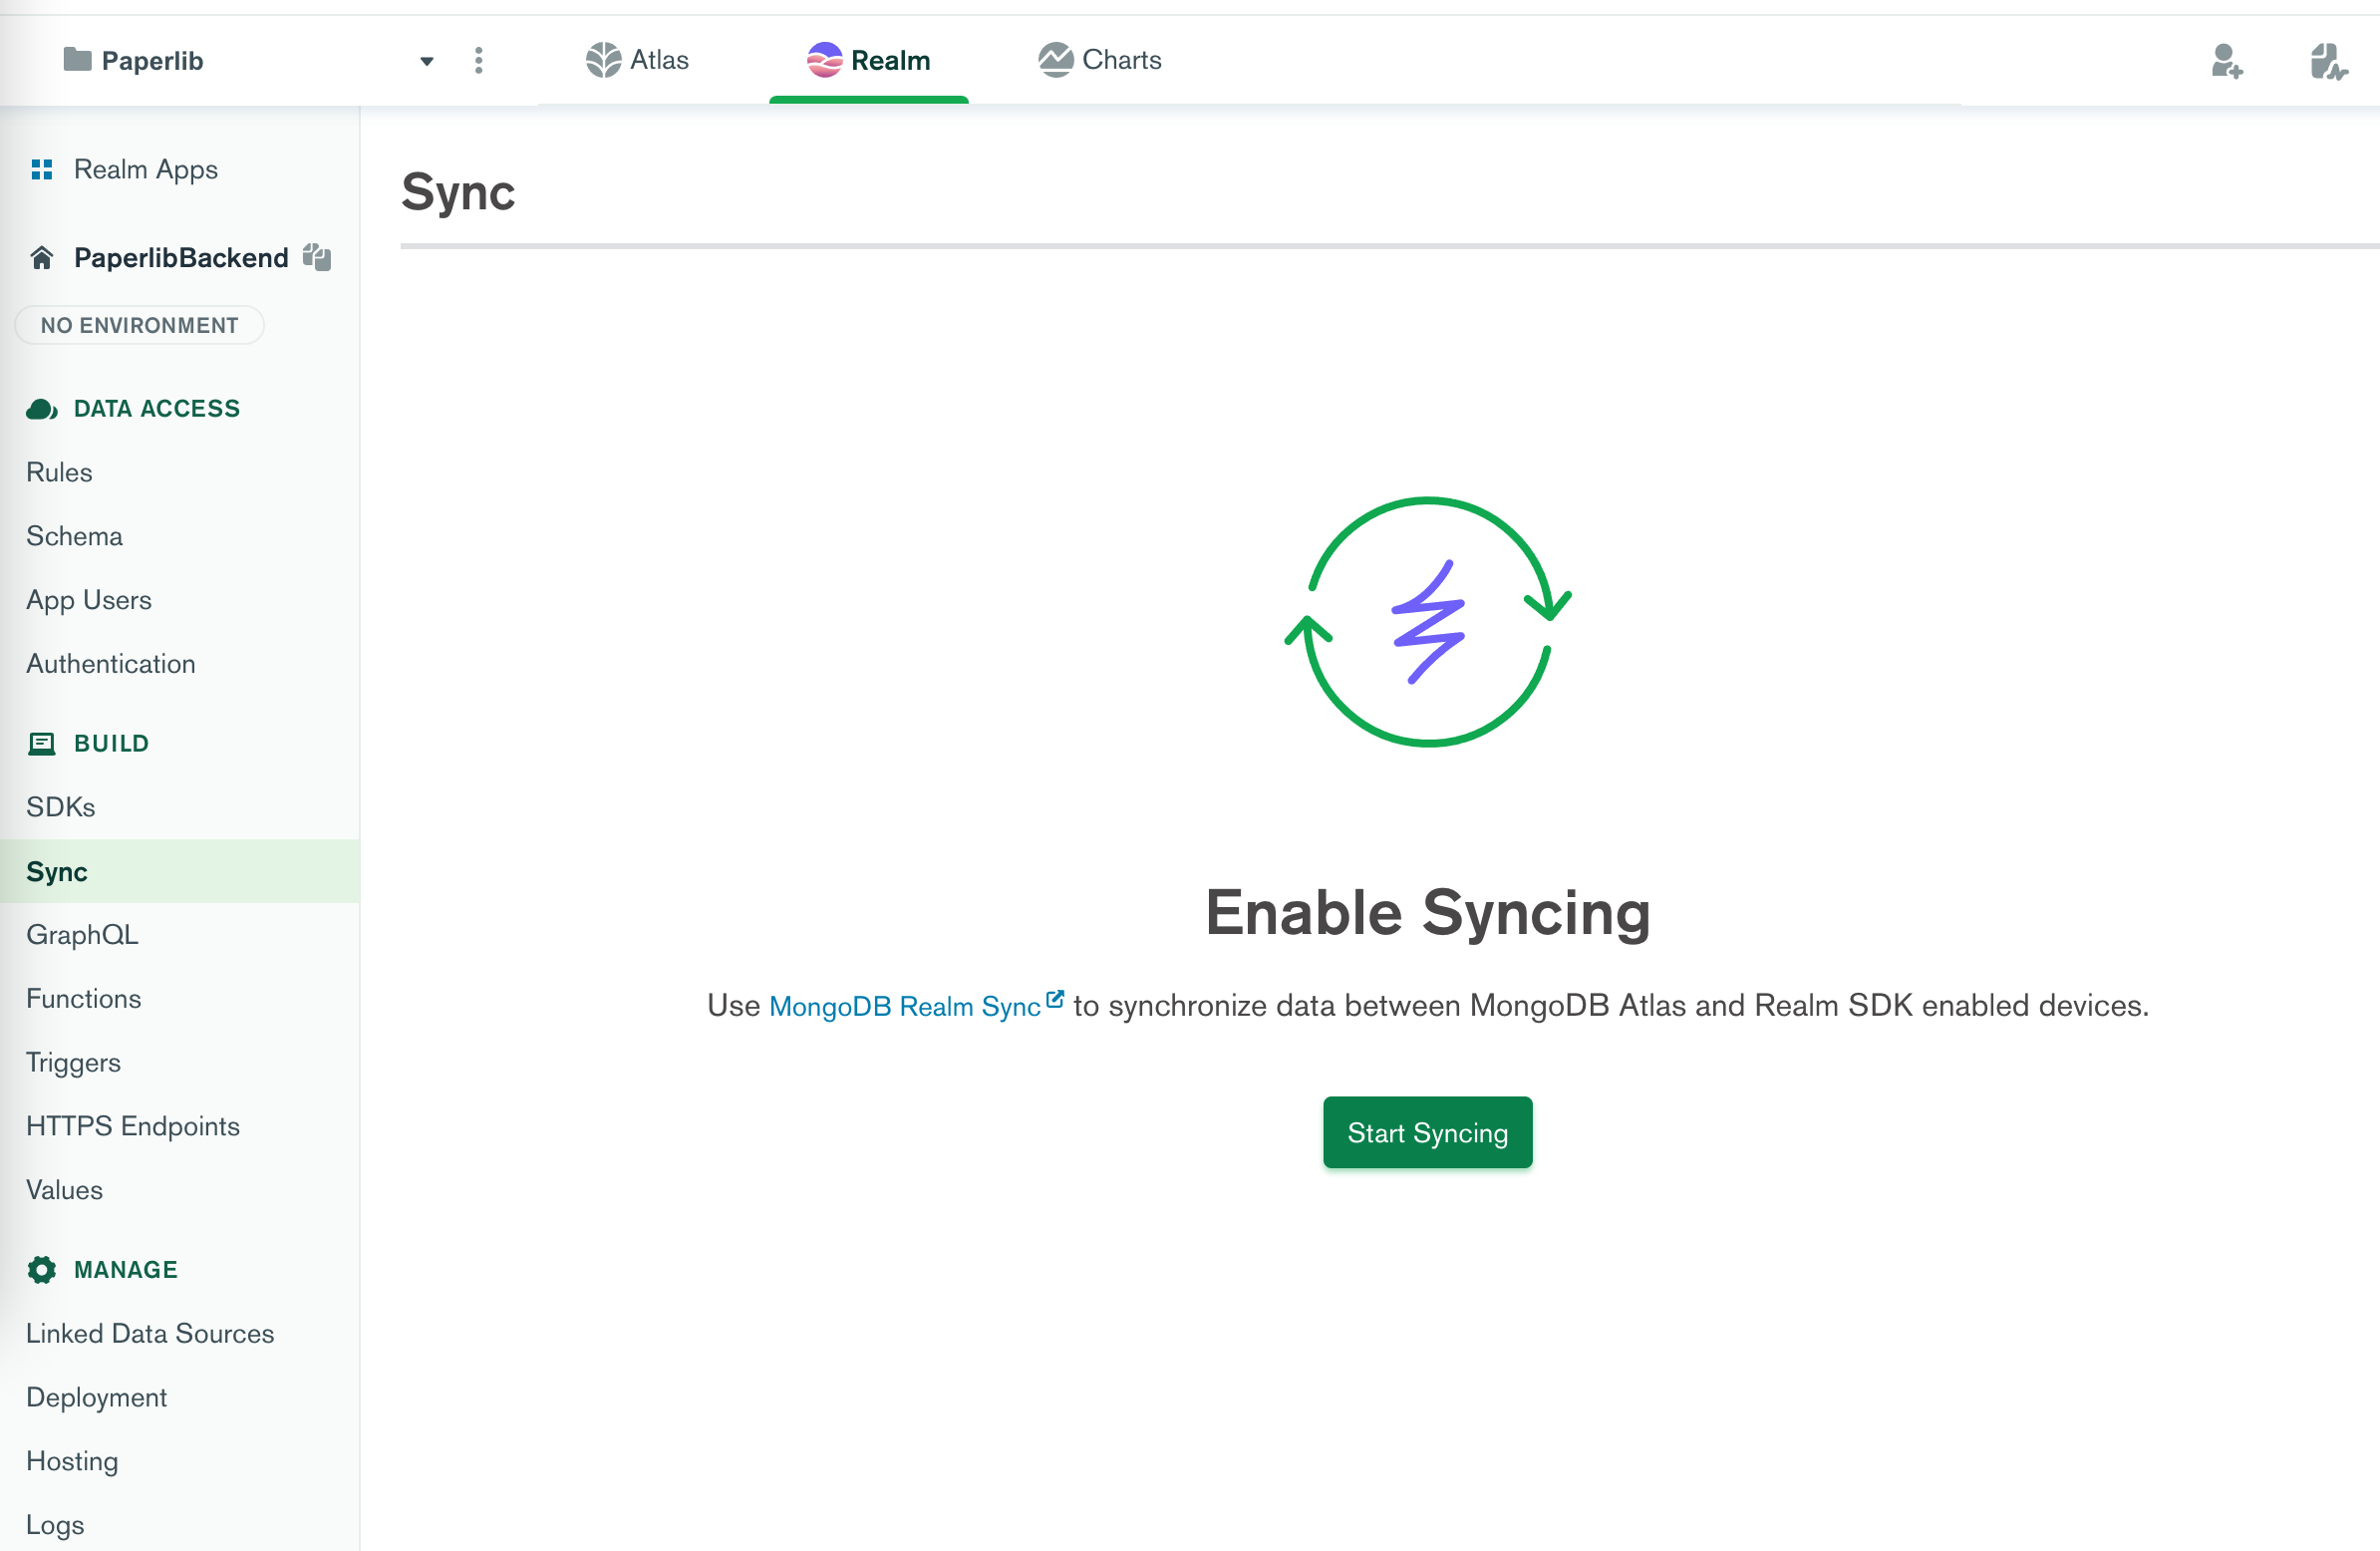 Paperlib
Atlas
Realm
Charts
Realm Apps
PaperlibBackend
NO ENVIRONMENT
DATA ACCESS
Rules
Schema
App Users
Authentication
BUILD
SDKs
Sync
GraphQL
Functions
Triggers
HTTPS Endpoints
Values
MANAGE
Linked Data Sources
Deployment
Hosting
Logs
Sync
Enable Syncing
Use MongoDB Realm Sync to synchronize data between MongoDB Atlas and Realm SDK enabled devices.
Start Syncing